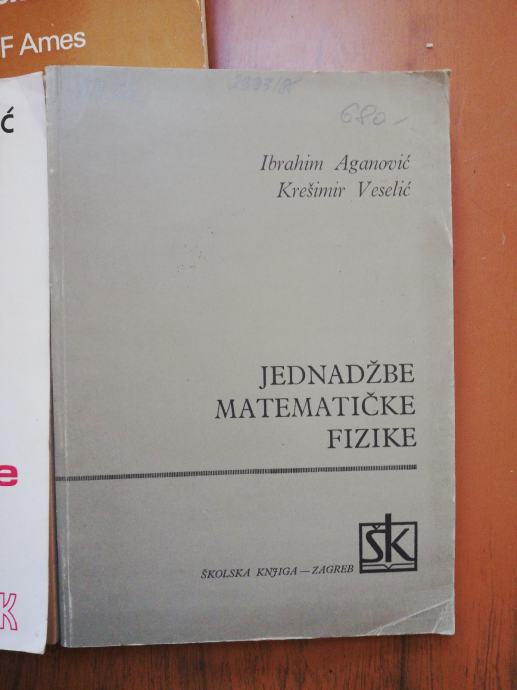 F Ames
ć
680.-
Ibrahim Aganović
Krešimir Veselić
JEDNADŽBE
MATEMATIČKE
FIZIKE
e
šk
ŠKOLSKA KNJIGA — ZAGREB
K